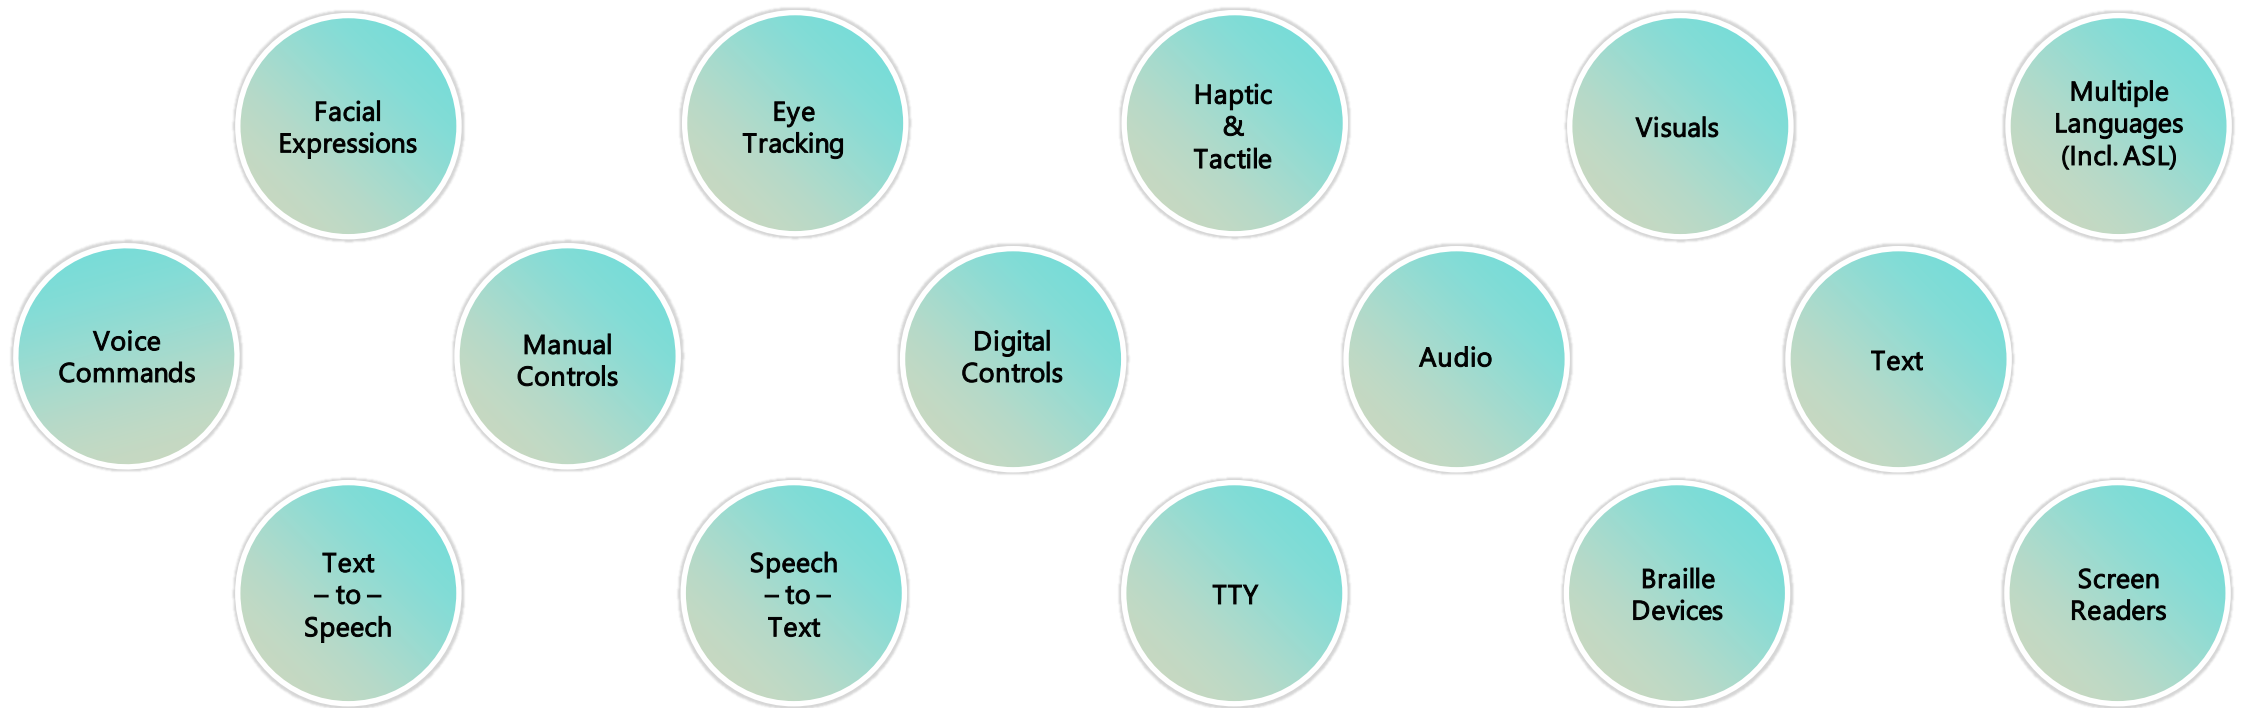 Facial
Expressions
Eye
Tracking
Haptic
&
Tactile
Visuals
Multiple
Languages
(Incl. ASL)
Voice
Commands
Manual
Controls
Digital
Controls
Audio
Text
Text
– to –
Speech
Speech
– to –
Text
TTY
Braille
Devices
Screen
Readers